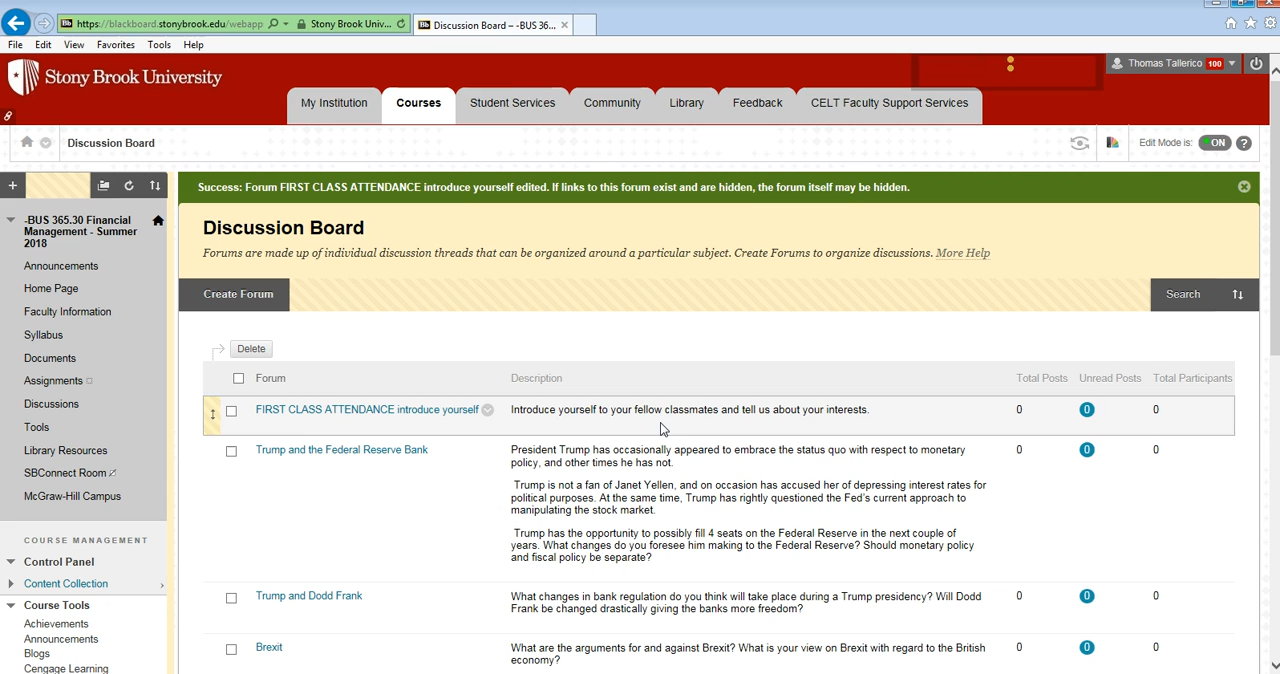 https://blackboard.stonybrook.edu/webapp
Stony Brook Univ...
Discussion Board – -BUS 36...
File Edit View Favorites Tools Help
Stony Brook University
Thomas Tallerico 100
My Institution Courses Student Services Community Library Feedback CELT Faculty Support Services
Discussion Board
Edit Mode is: ON ?
Success: Forum FIRST CLASS ATTENDANCE introduce yourself edited. If links to this forum exist and are hidden, the forum itself may be hidden.
-BUS 365.30 Financial
Management - Summer
2018
Announcements
Home Page
Faculty Information
Syllabus
Documents
Assignments
Discussions
Tools
Library Resources
SBConnect Room
McGraw-Hill Campus
COURSE MANAGEMENT
Control Panel
Content Collection
Course Tools
Achievements
Announcements
Blogs
Cengage Learning
Discussion Board
Forums are made up of individual discussion threads that can be organized around a particular subject. Create Forums to organize discussions. More Help
Create Forum
Search
Delete
Forum Description Total Posts Unread Posts Total Participants
FIRST CLASS ATTENDANCE introduce yourself
Introduce yourself to your fellow classmates and tell us about your interests.
0 0 0
Trump and the Federal Reserve Bank
President Trump has occasionally appeared to embrace the status quo with respect to monetary
policy, and other times he has not.
Trump is not a fan of Janet Yellen, and on occasion has accused her of depressing interest rates for
political purposes. At the same time, Trump has rightly questioned the Fed's current approach to
manipulating the stock market.
Trump has the opportunity to possibly fill 4 seats on the Federal Reserve in the next couple of
years. What changes do you foresee him making to the Federal Reserve? Should monetary policy
and fiscal policy be separate?
0 0 0
Trump and Dodd Frank
What changes in bank regulation do you think will take place during a Trump presidency? Will Dodd
Frank be changed drastically giving the banks more freedom?
0 0 0
Brexit
What are the arguments for and against Brexit? What is your view on Brexit with regard to the British
economy?
0 0 0